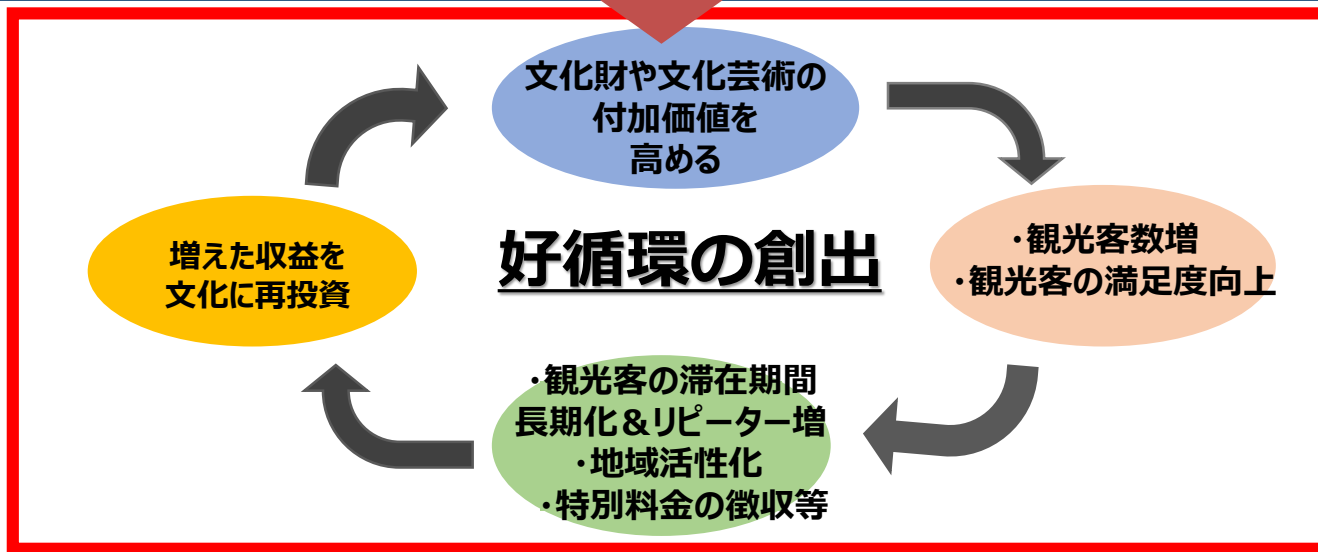 文化財や文化芸術の
付加価値を
高める
好循環の創出
・観光客数増
・観光客の満足度向上
・観光客の滞在期間
長期化＆リピーター増
・地域活性化
・特別料金の徴収等
増えた収益を
文化に再投資